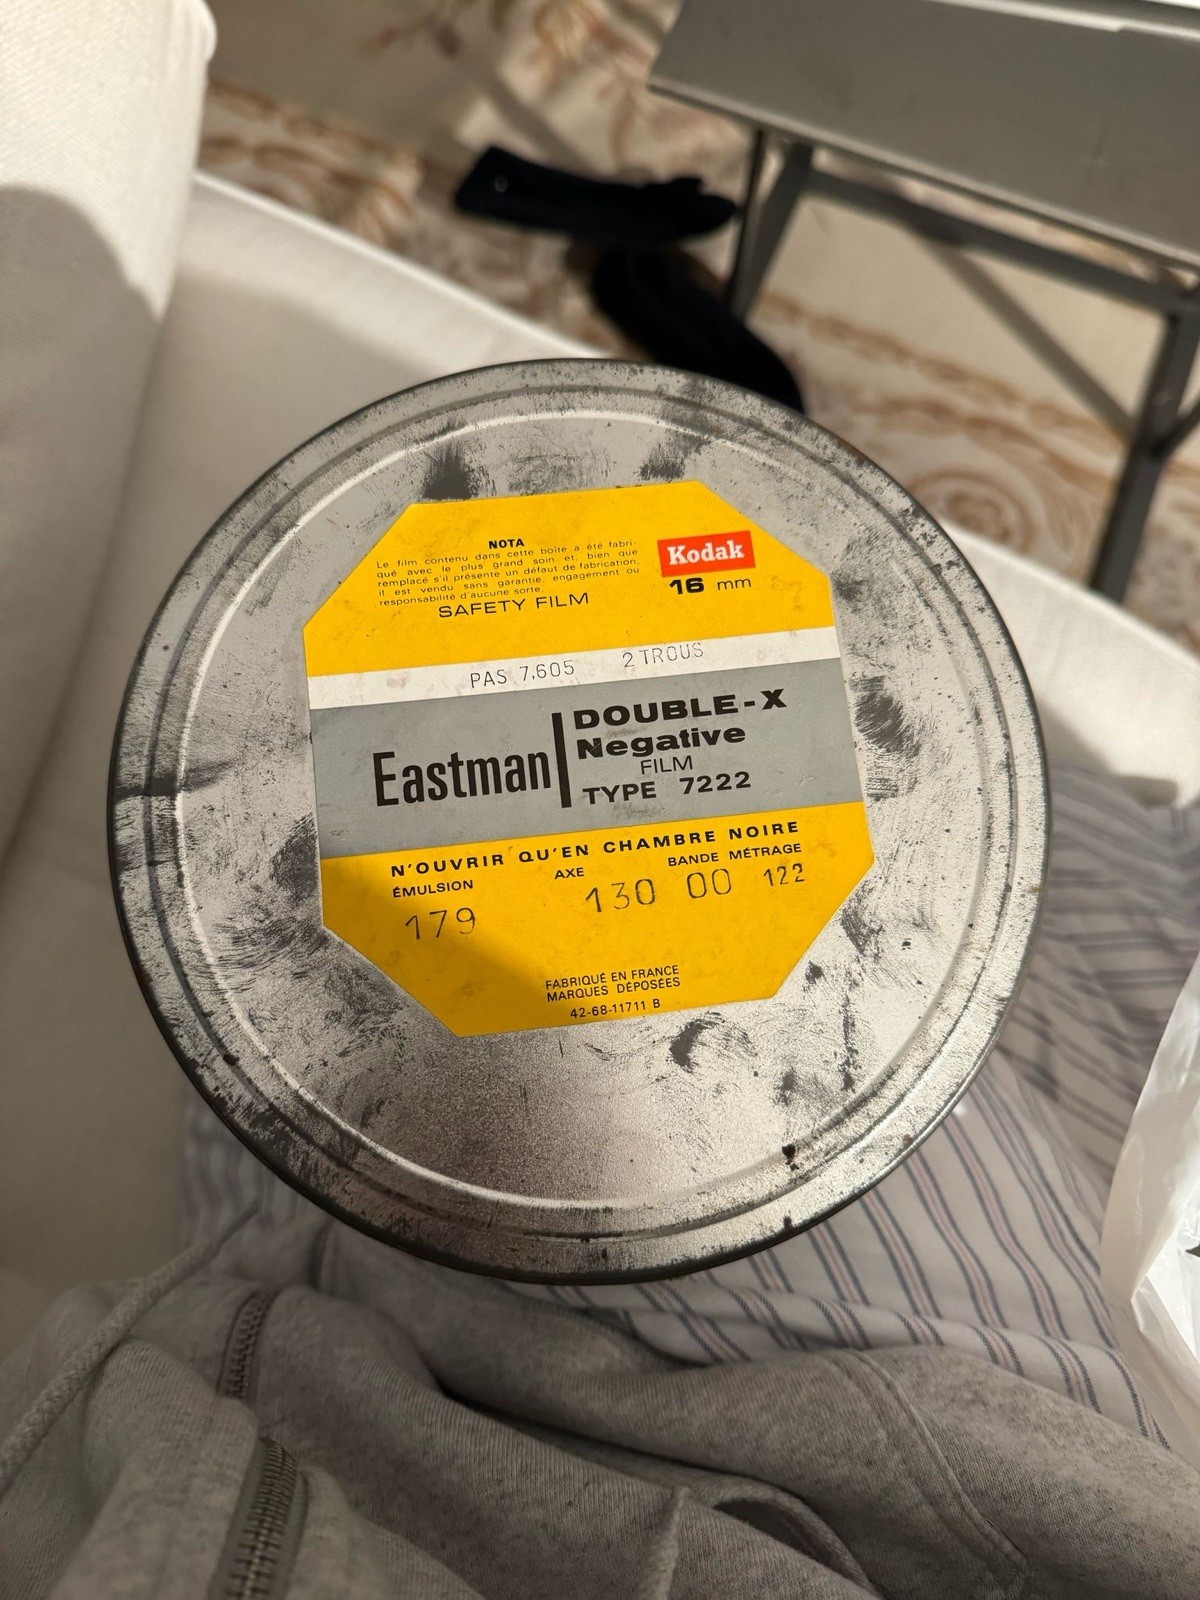 NOTA
Le film contenu dans cette boîte a été fabri-
qué avec le plus grand soin et, bien que
remplacé s'il présente un défaut de fabrication,
il est vendu sans garantie, engagement ou
responsabilité d'aucune sorte.
SAFETY FILM
Kodak
16 mm
PAS 7,605 2 TROUS
Eastman
DOUBLE-X
Negative
FILM
TYPE 7222
N'OUVRIR QU'EN CHAMBRE NOIRE
ÉMULSION AXE BANDE MÉTRAGE
179 130 00 122
FABRIQUÉ EN FRANCE
MARQUES DÉPOSÉES
42-68-11711 B